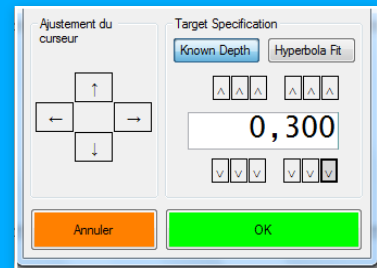 Ajustement du
curseur
Target Specification
Known Depth
Hyperbola Fit
↑
← →
↓
^ ^ ^ ^ ^ ^
0,300
v v v v v v
Annuler
OK